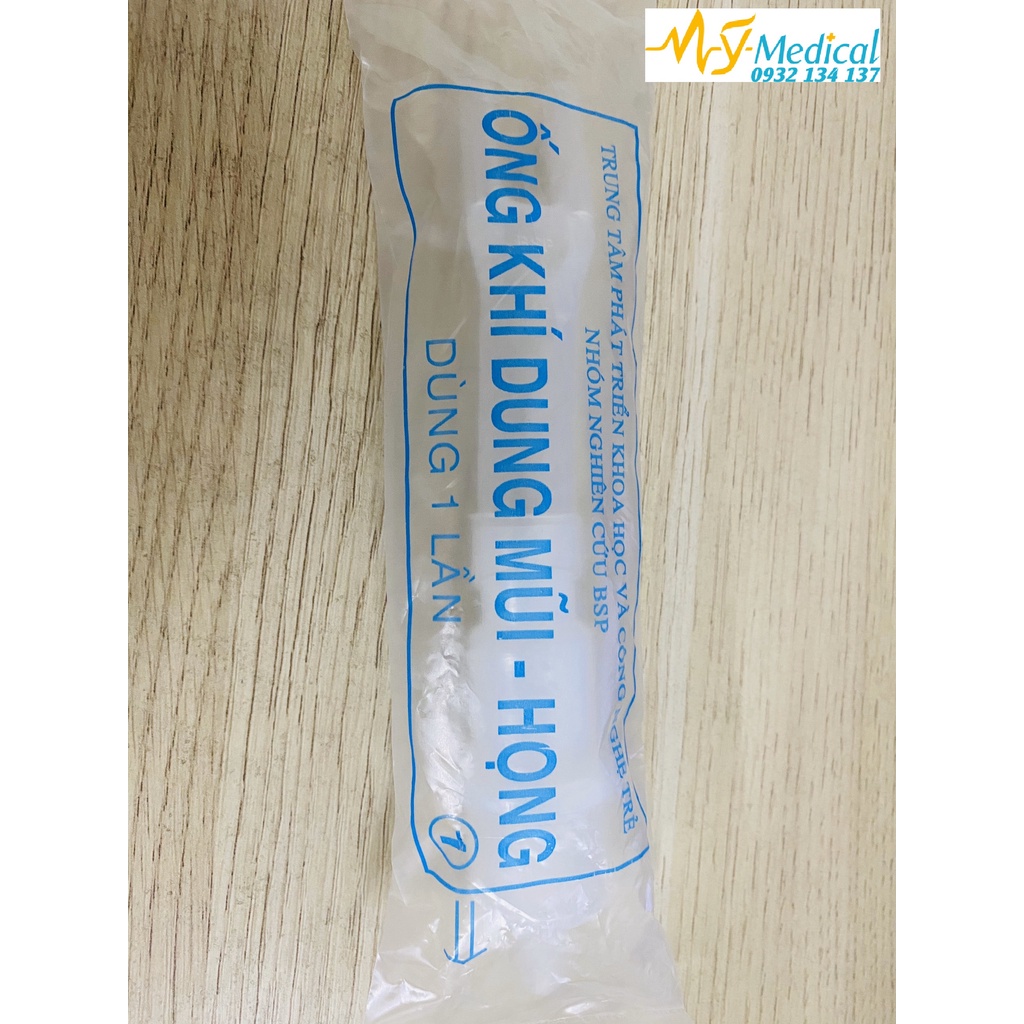 My-Medical
0932 134 137
TRUNG TÂM PHÁT TRIỂN KHOA HỌC VÀ CÔNG NGHỆ TRẺ
NHÓM NGHIÊN CỨU BSP
ỐNG KHÍ DUNG MŨI - HỌNG
DÙNG 1 LẦN